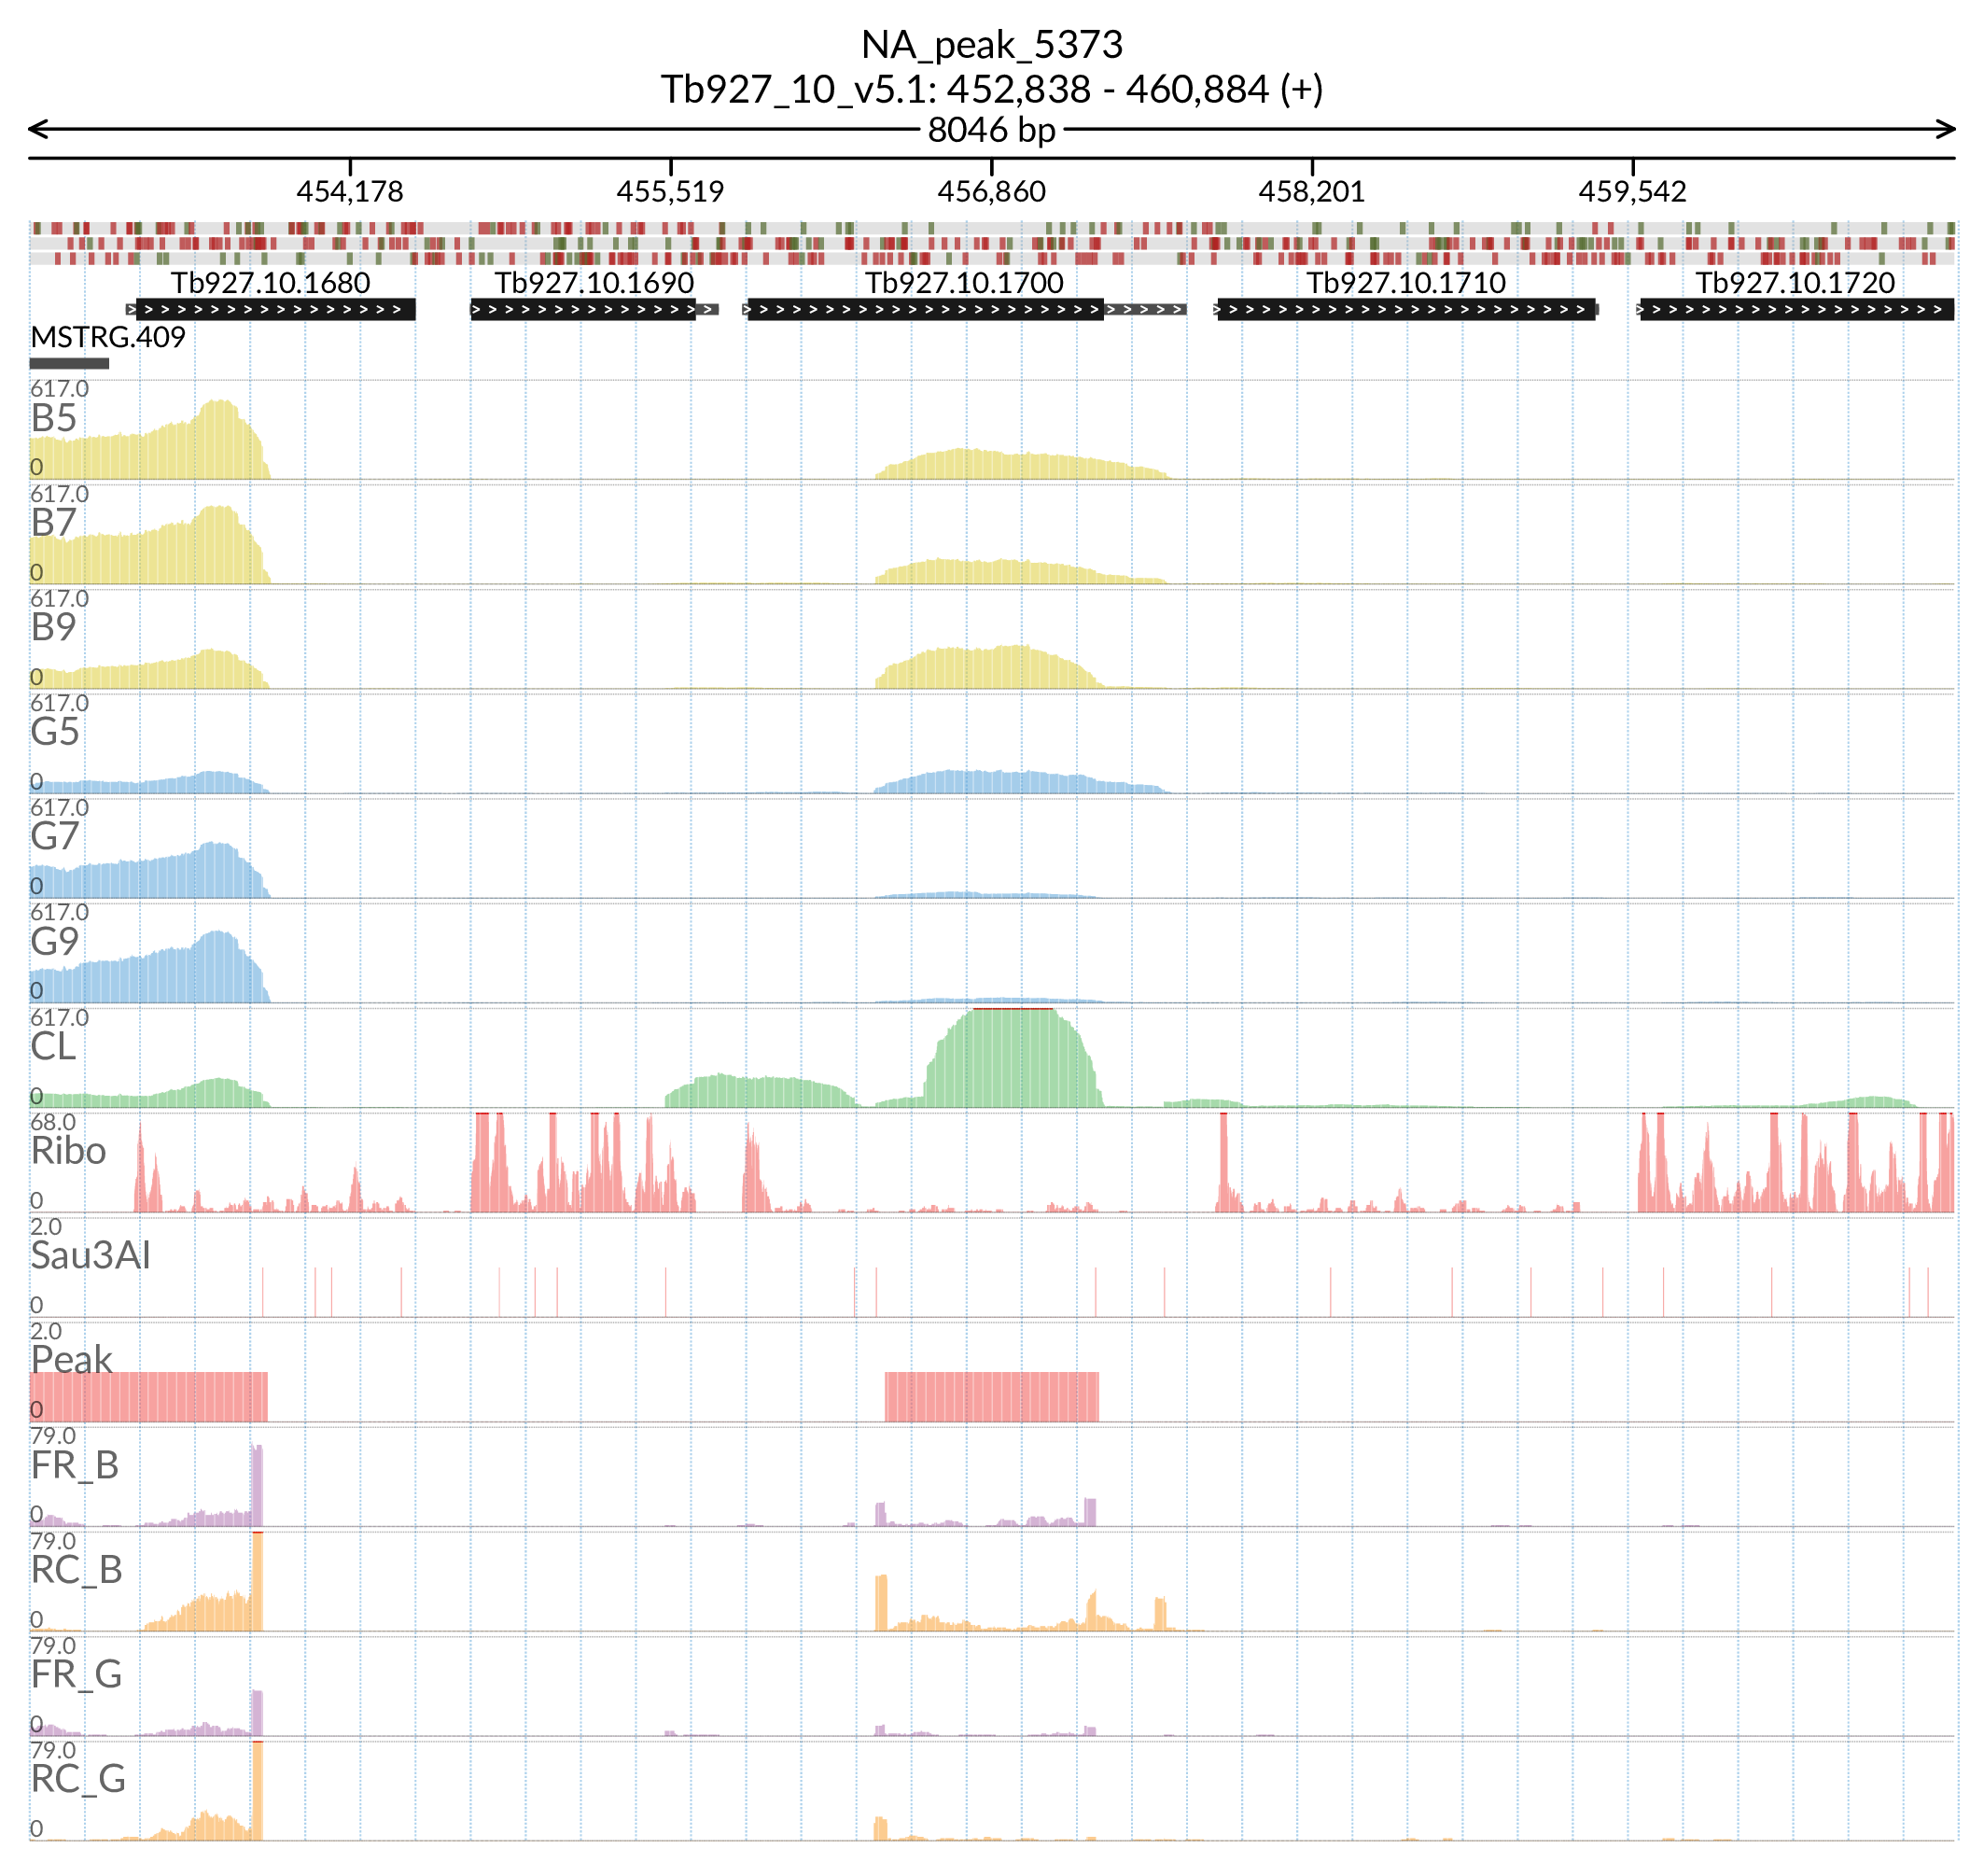 NA_peak_5373
Tb927_10_v5.1: 452,838 - 460,884 (+)
8046 bp
454,178 455,519 456,860 458,201 459,542
Tb927.10.1680 Tb927.10.1690 Tb927.10.1700 Tb927.10.1710 Tb927.10.1720
MSTRG.409
617.0
B5
0
617.0
B7
0
617.0
B9
0
617.0
G5
0
617.0
G7
0
617.0
G9
0
617.0
CL
0
68.0
Ribo
0
2.0
Sau3AI
0
2.0
Peak
0
79.0
FR_B
0
79.0
RC_B
0
79.0
FR_G
0
79.0
RC_G
0